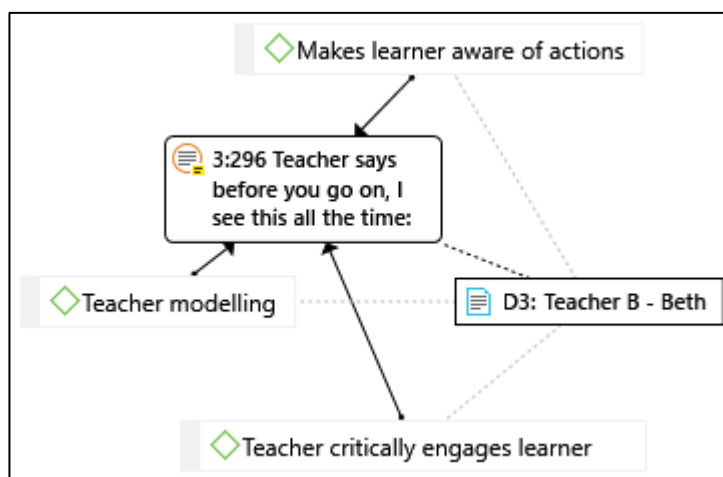 Makes learner aware of actions
3:296 Teacher says
before you go on, I
see this all the time:
Teacher modelling
D3: Teacher B - Beth
Teacher critically engages learner